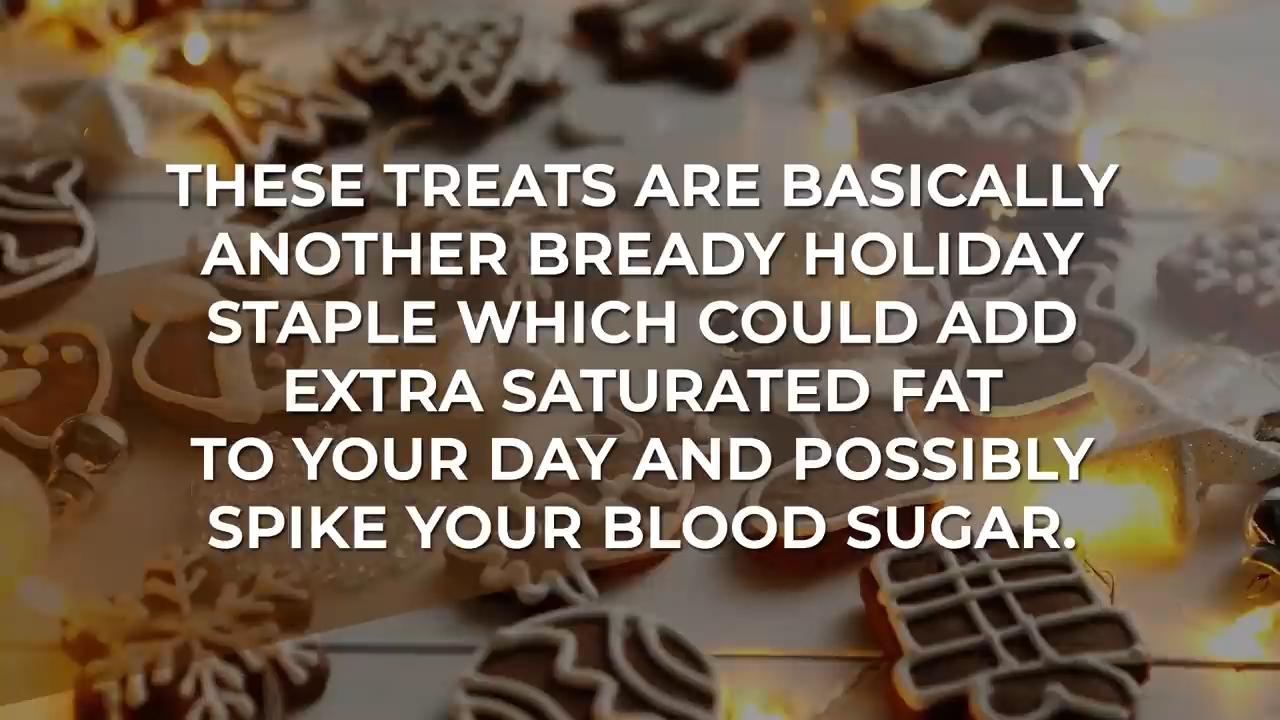 THESE TREATS ARE BASICALLY
ANOTHER BREADY HOLIDAY
STAPLE WHICH COULD ADD
EXTRA SATURATED FAT
TO YOUR DAY AND POSSIBLY
SPIKE YOUR BLOOD SUGAR.